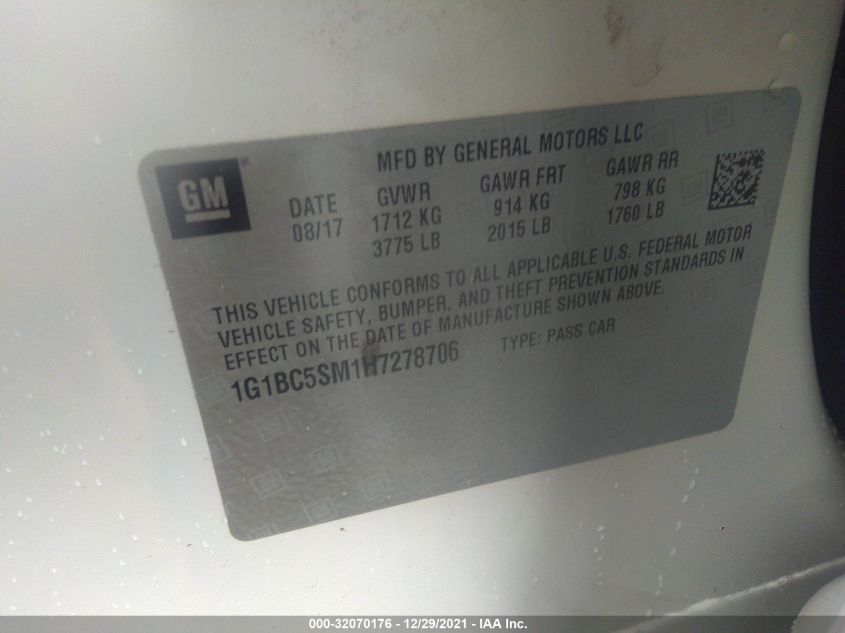 MFD BY GENERAL MOTORS LLC
GM®
DATE GVWR GAWR FRT GAWR RR
08/17 1712 KG 914 KG 798 KG
3775 LB 2015 LB 1760 LB
THIS VEHICLE CONFORMS TO ALL APPLICABLE U.S. FEDERAL MOTOR
VEHICLE SAFETY, BUMPER, AND THEFT PREVENTION STANDARDS IN
EFFECT ON THE DATE OF MANUFACTURE SHOWN ABOVE.
1G1BC5SM1H7278706 TYPE: PASS CAR
000-32070176 - 12/29/2021 - IAA Inc.